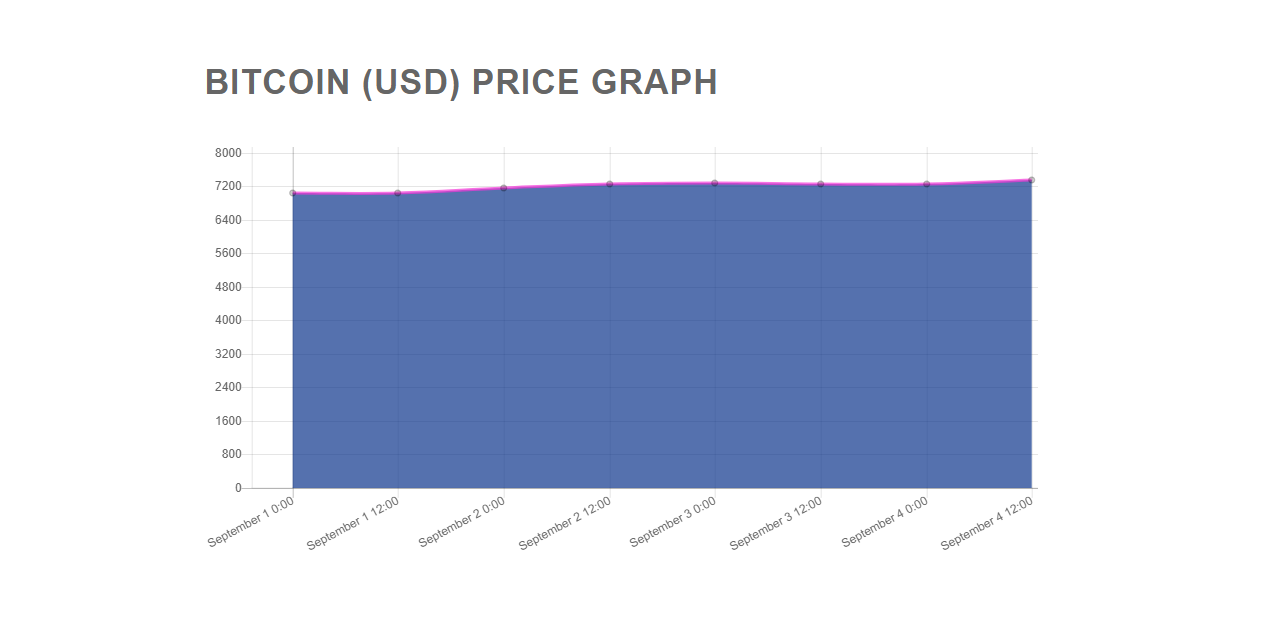 BITCOIN (USD) PRICE GRAPH
8000
7200
6400
5600
4800
4000
3200
2400
1600
800
0
September 1 0:00
September 1 12:00
September 2 0:00
September 2 12:00
September 3 0:00
September 3 12:00
September 4 0:00
September 4 12:00